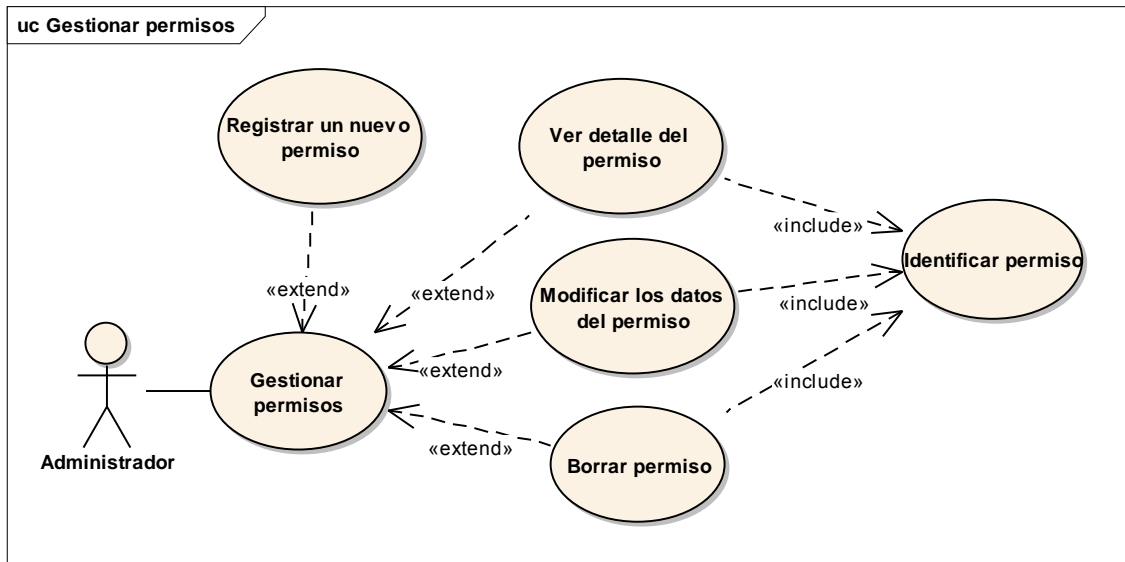 uc Gestionar permisos
Registrar un nuevo
permiso
Ver detalle del
permiso
«include»
Identificar permiso
«extend»
«extend»
Modificar los datos
del permiso
«include»
Gestionar
permisos
«extend»
«include»
«extend»
Borrar permiso
Administrador